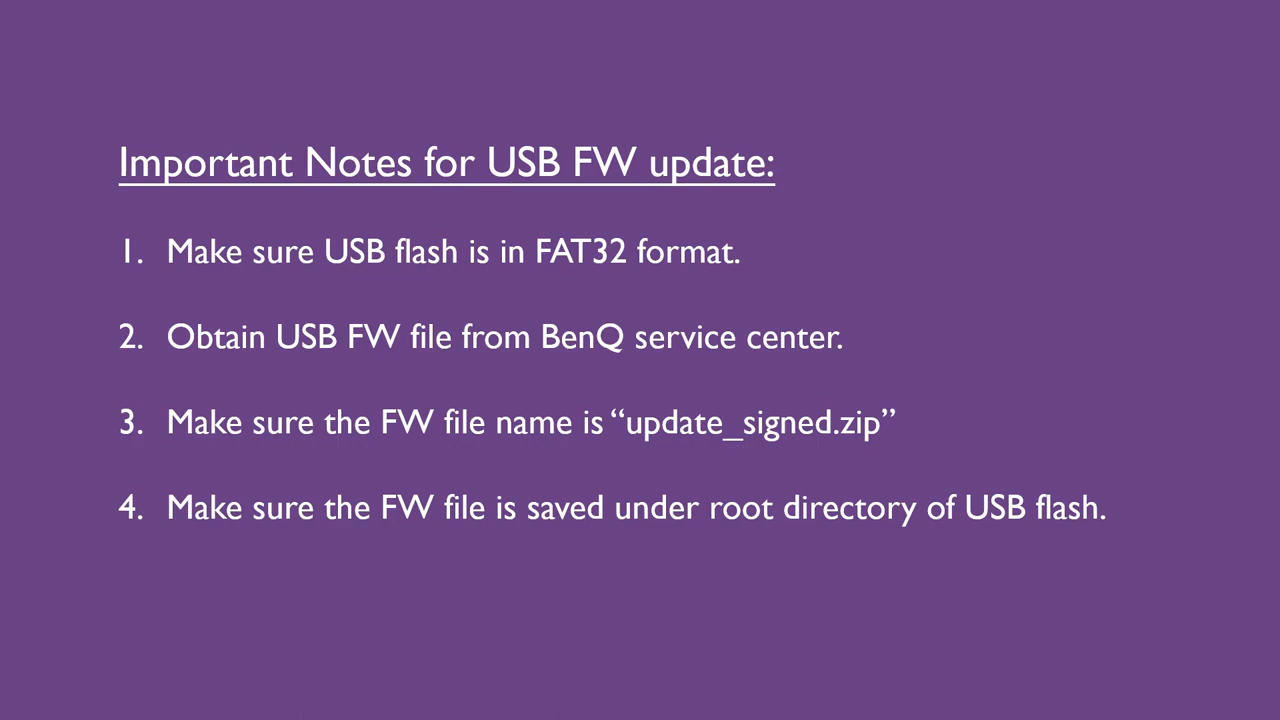 Important Notes for USB FW update:
1. Make sure USB flash is in FAT32 format.
2. Obtain USB FW file from BenQ service center.
3. Make sure the FW file name is “update_signed.zip”
4. Make sure the FW file is saved under root directory of USB flash.